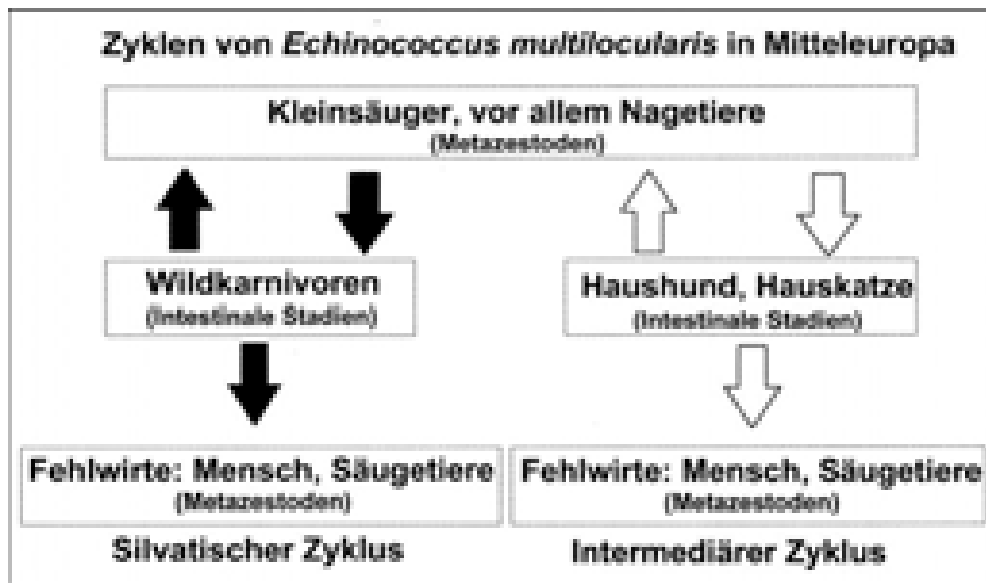 Zyklen von Echinococcus multilocularis in Mitteleuropa
Kleinsäuger, vor allem Nagetiere
(Metazestoden)
Wildkarnivoren
(Intestinale Stadien)
Haushund, Hauskatze
(Intestinale Stadien)
Fehlwirte: Mensch, Säugetiere
(Metazestoden)
Fehlwirte: Mensch, Säugetiere
(Metazestoden)
Silvatischer Zyklus
Intermediärer Zyklus